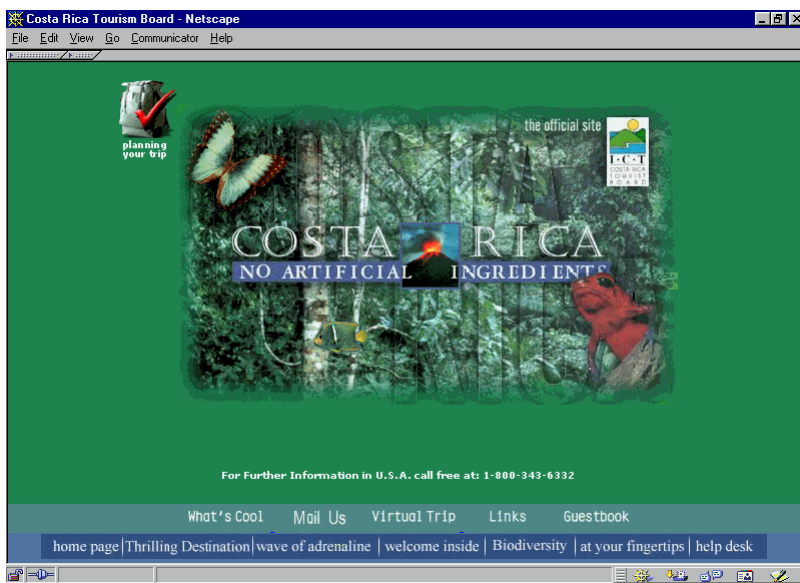 Costa Rica Tourism Board - Netscape
File Edit View Go Communicator Help
planning
your trip
the official site
I·C·T
COSTA RICA
TOURIST
BOARD
COSTA RICA
NO ARTIFICIAL INGREDIENTS
For Further Information in U.S.A. call free at: 1-800-343-6332
What's Cool Mail Us Virtual Trip Links Guestbook
home page | Thrilling Destination | wave of adrenaline | welcome inside | Biodiversity | at your fingertips | help desk